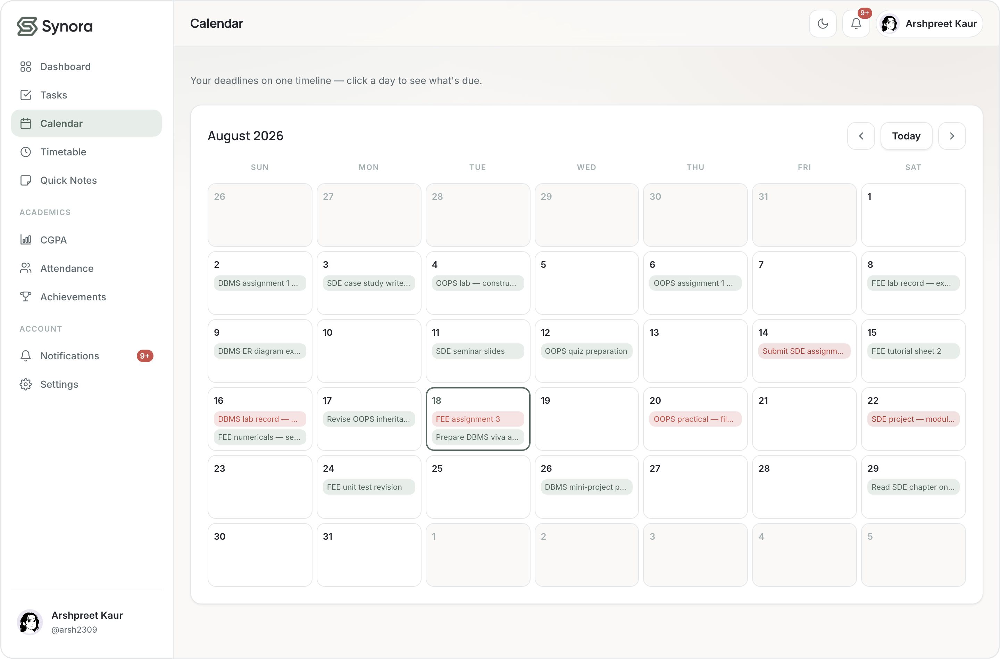 Synora
Dashboard
Tasks
Calendar
Timetable
Quick Notes
ACADEMICS
CGPA
Attendance
Achievements
ACCOUNT
Notifications 9+
Settings
Arshpreet Kaur
@arsh2309
Calendar
9+
Arshpreet Kaur
Your deadlines on one timeline — click a day to see what's due.
August 2026
Today
SUN MON TUE WED THU FRI SAT
26 27 28 29 30 31 1
2 3 4 5 6 7 8
DBMS assignment 1 ... SDE case study write... OOPS lab — constru... OOPS assignment 1 ... FEE lab record — ex...
9 10 11 12 13 14 15
DBMS ER diagram ex... SDE seminar slides OOPS quiz preparation Submit SDE assignm... FEE tutorial sheet 2
16 17 18 19 20 21 22
DBMS lab record — ... Revise OOPS inherita... FEE assignment 3 OOPS practical — fil... SDE project — modul...
FEE numericals — se... Prepare DBMS viva a...
23 24 25 26 27 28 29
FEE unit test revision DBMS mini-project p... Read SDE chapter on...
30 31 1 2 3 4 5